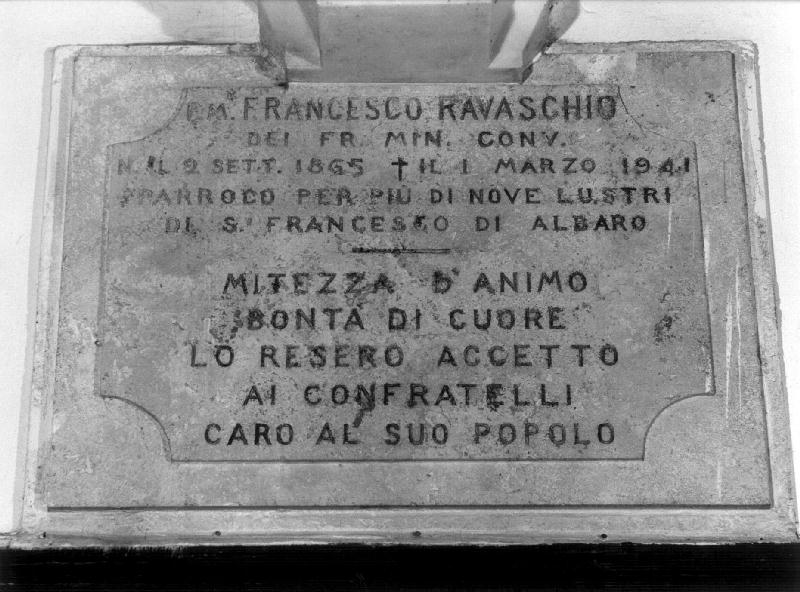 P.M. FRANCESCO RAVASCHIO
DEI FR. MIN. CONV.
N. IL 2 SETT. 1865 † IL 1 MARZO 1941
PARROCO PER PIÙ DI NOVE LUSTRI
DI S. FRANCESCO DI ALBARO
MITEZZA D'ANIMO
BONTÀ DI CUORE
LO RESERO ACCETTO
AI CONFRATELLI
CARO AL SUO POPOLO